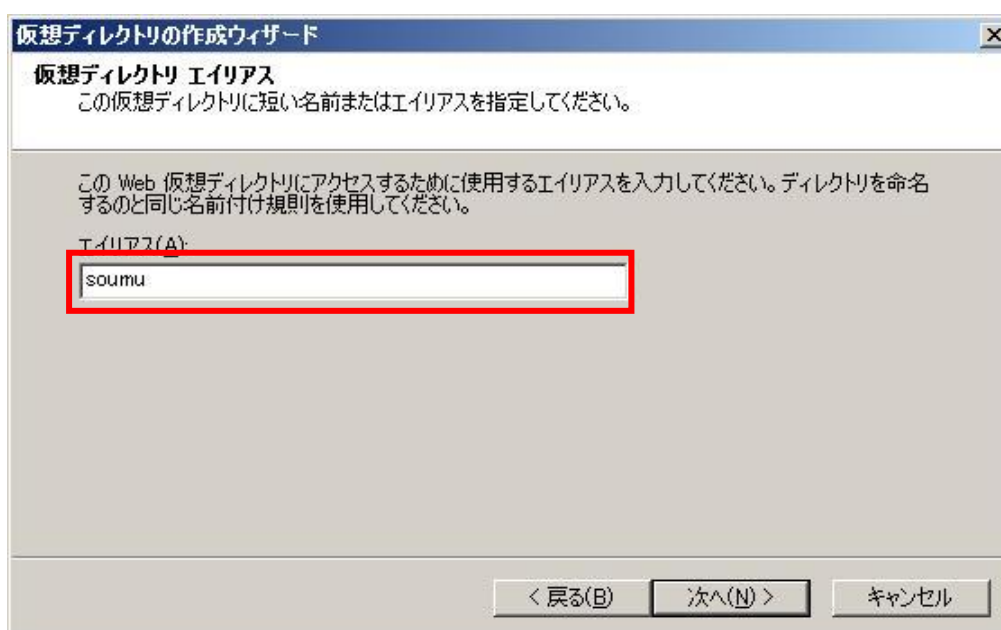 仮想ディレクトリの作成ウィザード
仮想ディレクトリ エイリアス
この仮想ディレクトリに短い名前またはエイリアスを指定してください。
この Web 仮想ディレクトリにアクセスするために使用するエイリアスを入力してください。ディレクトリを命名
するのと同じ名前付け規則を使用してください。
エイリアス(A):
soumu
< 戻る(B)
次へ(N) >
キャンセル